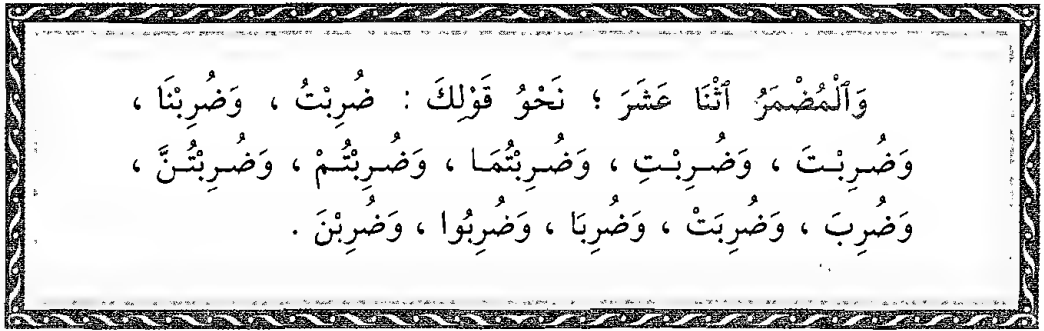 وَٱلْمُضْمَرُ ٱثْنَا عَشَرَ ؛ نَحْوُ قَوْلِكَ : ضُرِبْتُ ، وَضُرِبْنَا ،
وَضُرِبْتَ ، وَضُرِبْتِ ، وَضُرِبْتُمَا ، وَضُرِبْتُمْ ، وَضُرِبْتُنَّ ،
وَضُرِبَ ، وَضُرِبَتْ ، وَضُرِبَا ، وَضُرِبُوا ، وَضُرِبْنَ .